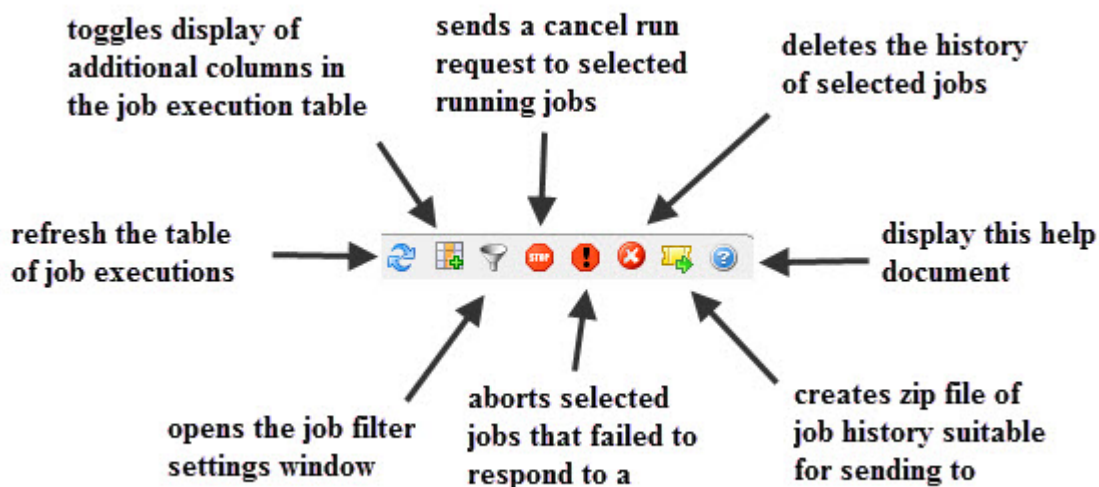 toggles display of
additional columns in
the job execution table
sends a cancel run
request to selected
running jobs
deletes the history
of selected jobs
refresh the table
of job executions
STOP
display this help
document
opens the job filter
settings window
aborts selected
jobs that failed to
respond to a
creates zip file of
job history suitable
for sending to